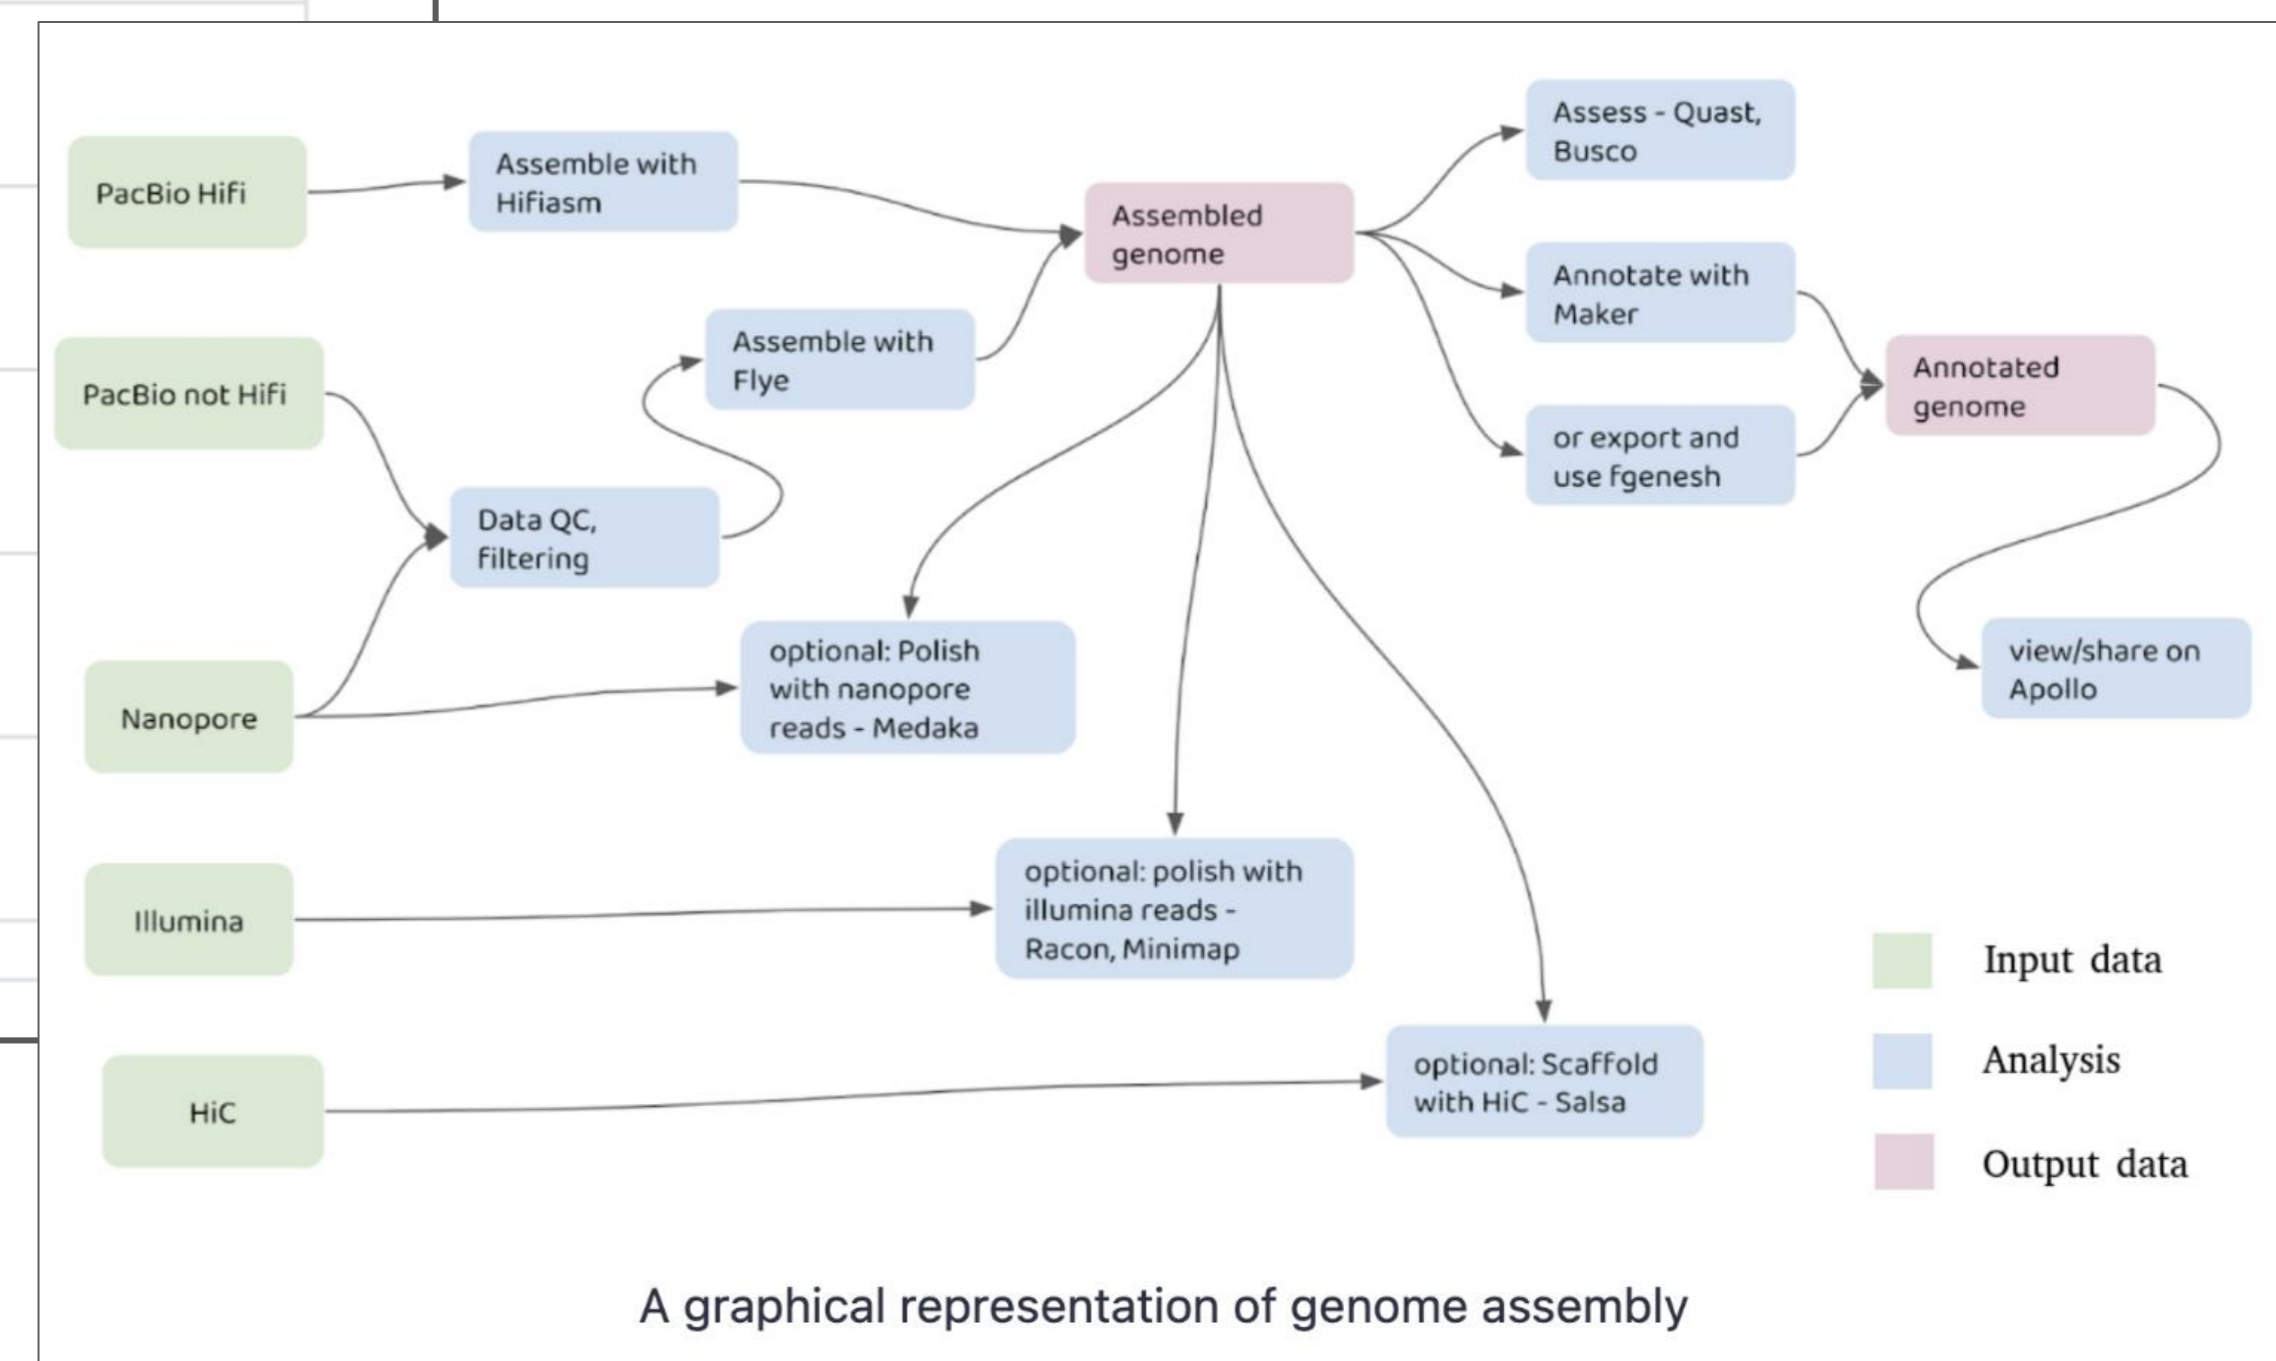 PacBio Hifi
Assemble with
Hifiasm
Assembled
genome
Assess - Quast,
Busco
Annotate with
Maker
or export and
use fgenesh
Annotated
genome
view/share on
Apollo
PacBio not Hifi
Assemble with
Flye
Data QC,
filtering
Nanopore
optional: Polish
with nanopore
reads - Medaka
Illumina
optional: polish with
illumina reads -
Racon, Minimap
HiC
optional: Scaffold
with HiC - Salsa
Input data
Analysis
Output data
A graphical representation of genome assembly